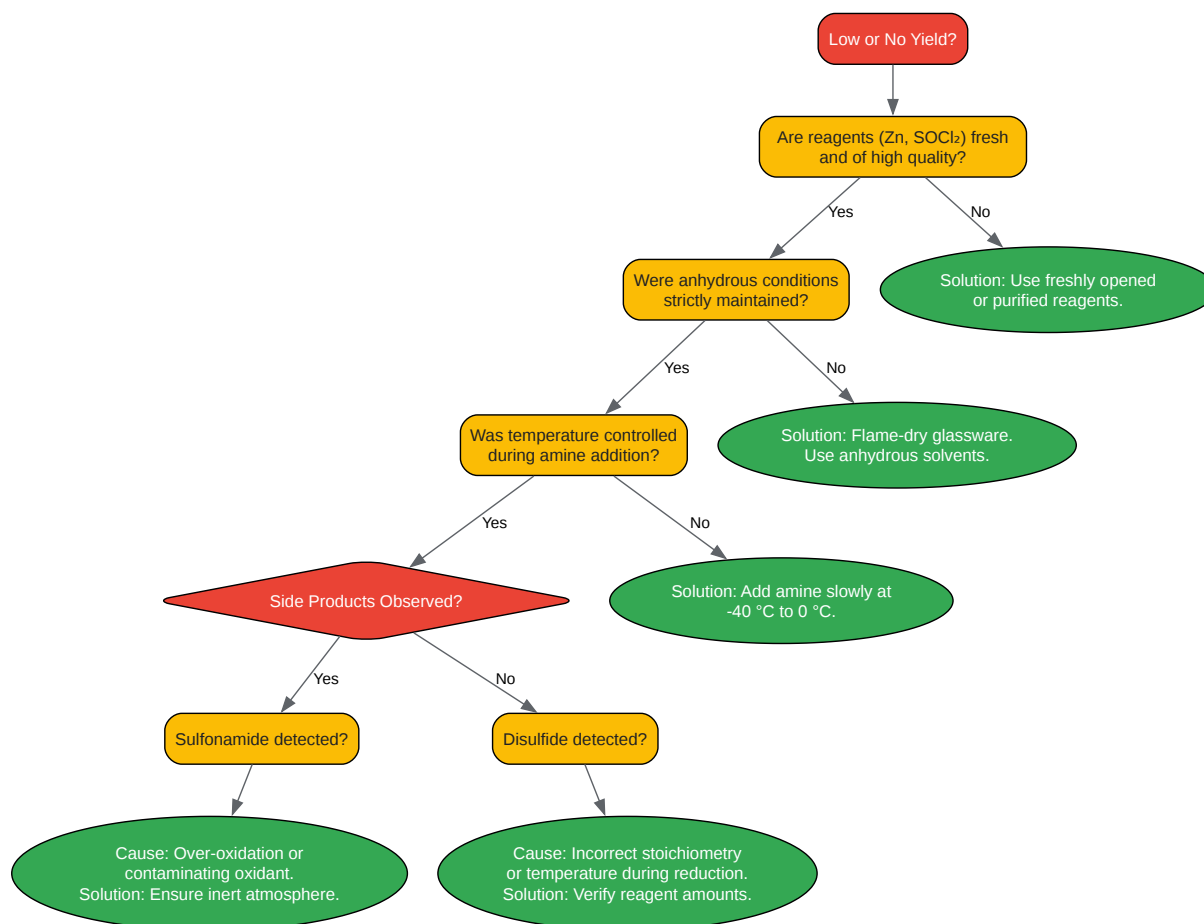 Low or No Yield?
Are reagents (Zn, SOCl₂) fresh
and of high quality?
Yes
No
Were anhydrous conditions
strictly maintained?
Solution: Use freshly opened
or purified reagents.
Yes
No
Was temperature controlled
during amine addition?
Solution: Flame-dry glassware.
Use anhydrous solvents.
Yes
No
Side Products Observed?
Solution: Add amine slowly at
-40 °C to 0 °C.
Yes
No
Sulfonamide detected?
Disulfide detected?
Cause: Over-oxidation or
contaminating oxidant.
Solution: Ensure inert atmosphere.
Cause: Incorrect stoichiometry
or temperature during reduction.
Solution: Verify reagent amounts.